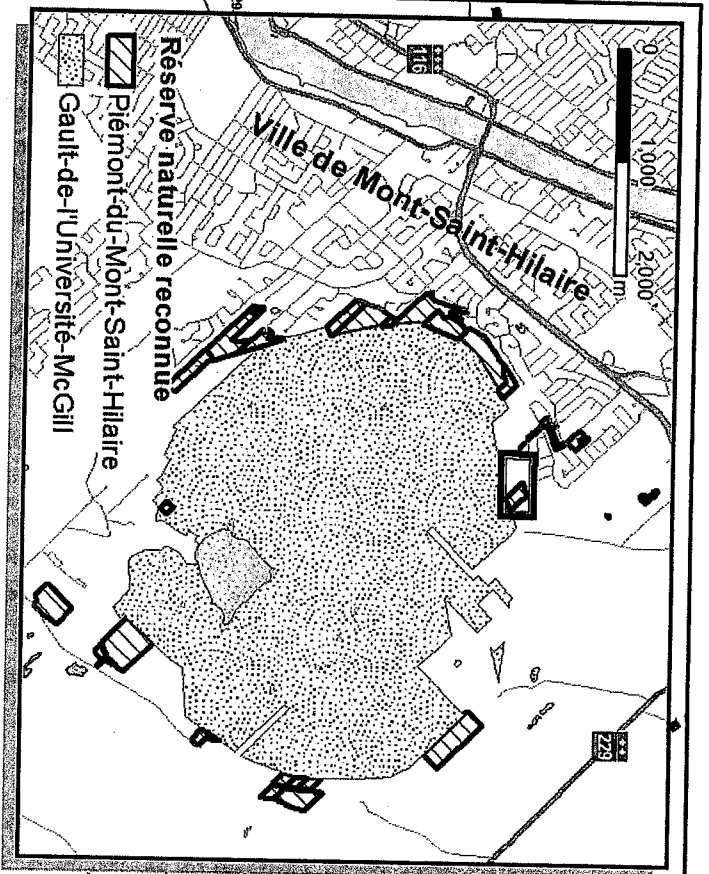 0 1,000 2,000
m
116
Ville de Mont-Saint-Hilaire
229
Réserve naturelle reconnue
Piémont-du-Mont-Saint-Hilaire
Gault-de-l'Université-McGill